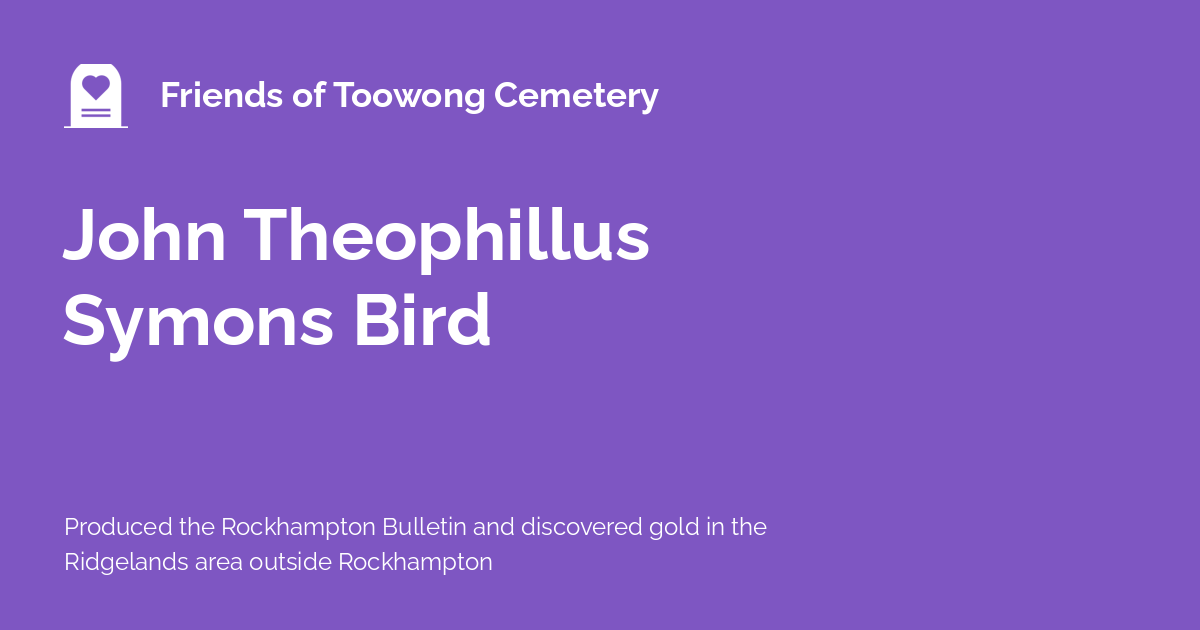 Friends of Toowong Cemetery
John Theophillus
Symons Bird
Produced the Rockhampton Bulletin and discovered gold in the
Ridgelands area outside Rockhampton